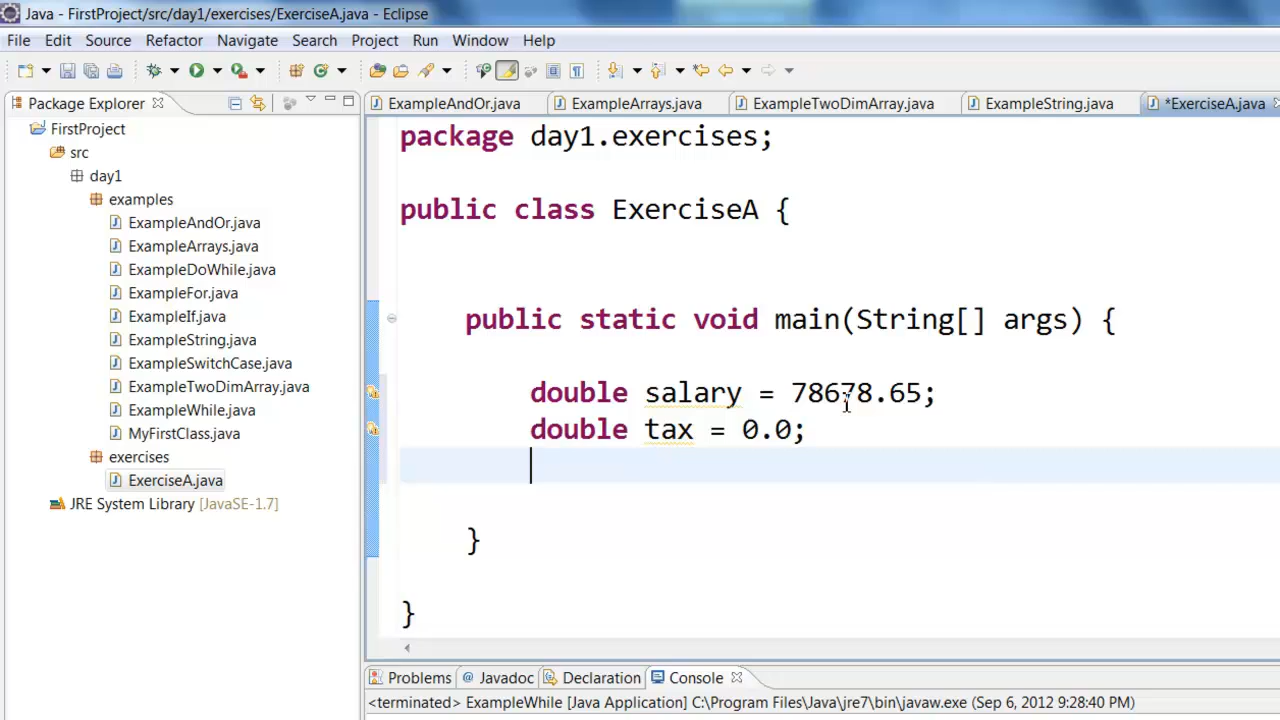 Java - FirstProject/src/day1/exercises/ExerciseA.java - Eclipse
File Edit Source Refactor Navigate Search Project Run Window Help
Package Explorer
ExampleAndOr.java ExampleArrays.java ExampleTwoDimArray.java ExampleString.java *ExerciseA.java
FirstProject
src
day1
examples
ExampleAndOr.java
ExampleArrays.java
ExampleDoWhile.java
ExampleFor.java
ExampleIf.java
ExampleString.java
ExampleSwitchCase.java
ExampleTwoDimArray.java
ExampleWhile.java
MyFirstClass.java
exercises
ExerciseA.java
JRE System Library [JavaSE-1.7]
package day1.exercises;
public class ExerciseA {
public static void main(String[] args) {
double salary = 78678.65;
double tax = 0.0;
}
}
Problems @ Javadoc Declaration Console
<terminated> ExampleWhile [Java Application] C:\Program Files\Java\jre7\bin\javaw.exe (Sep 6, 2012 9:28:40 PM)